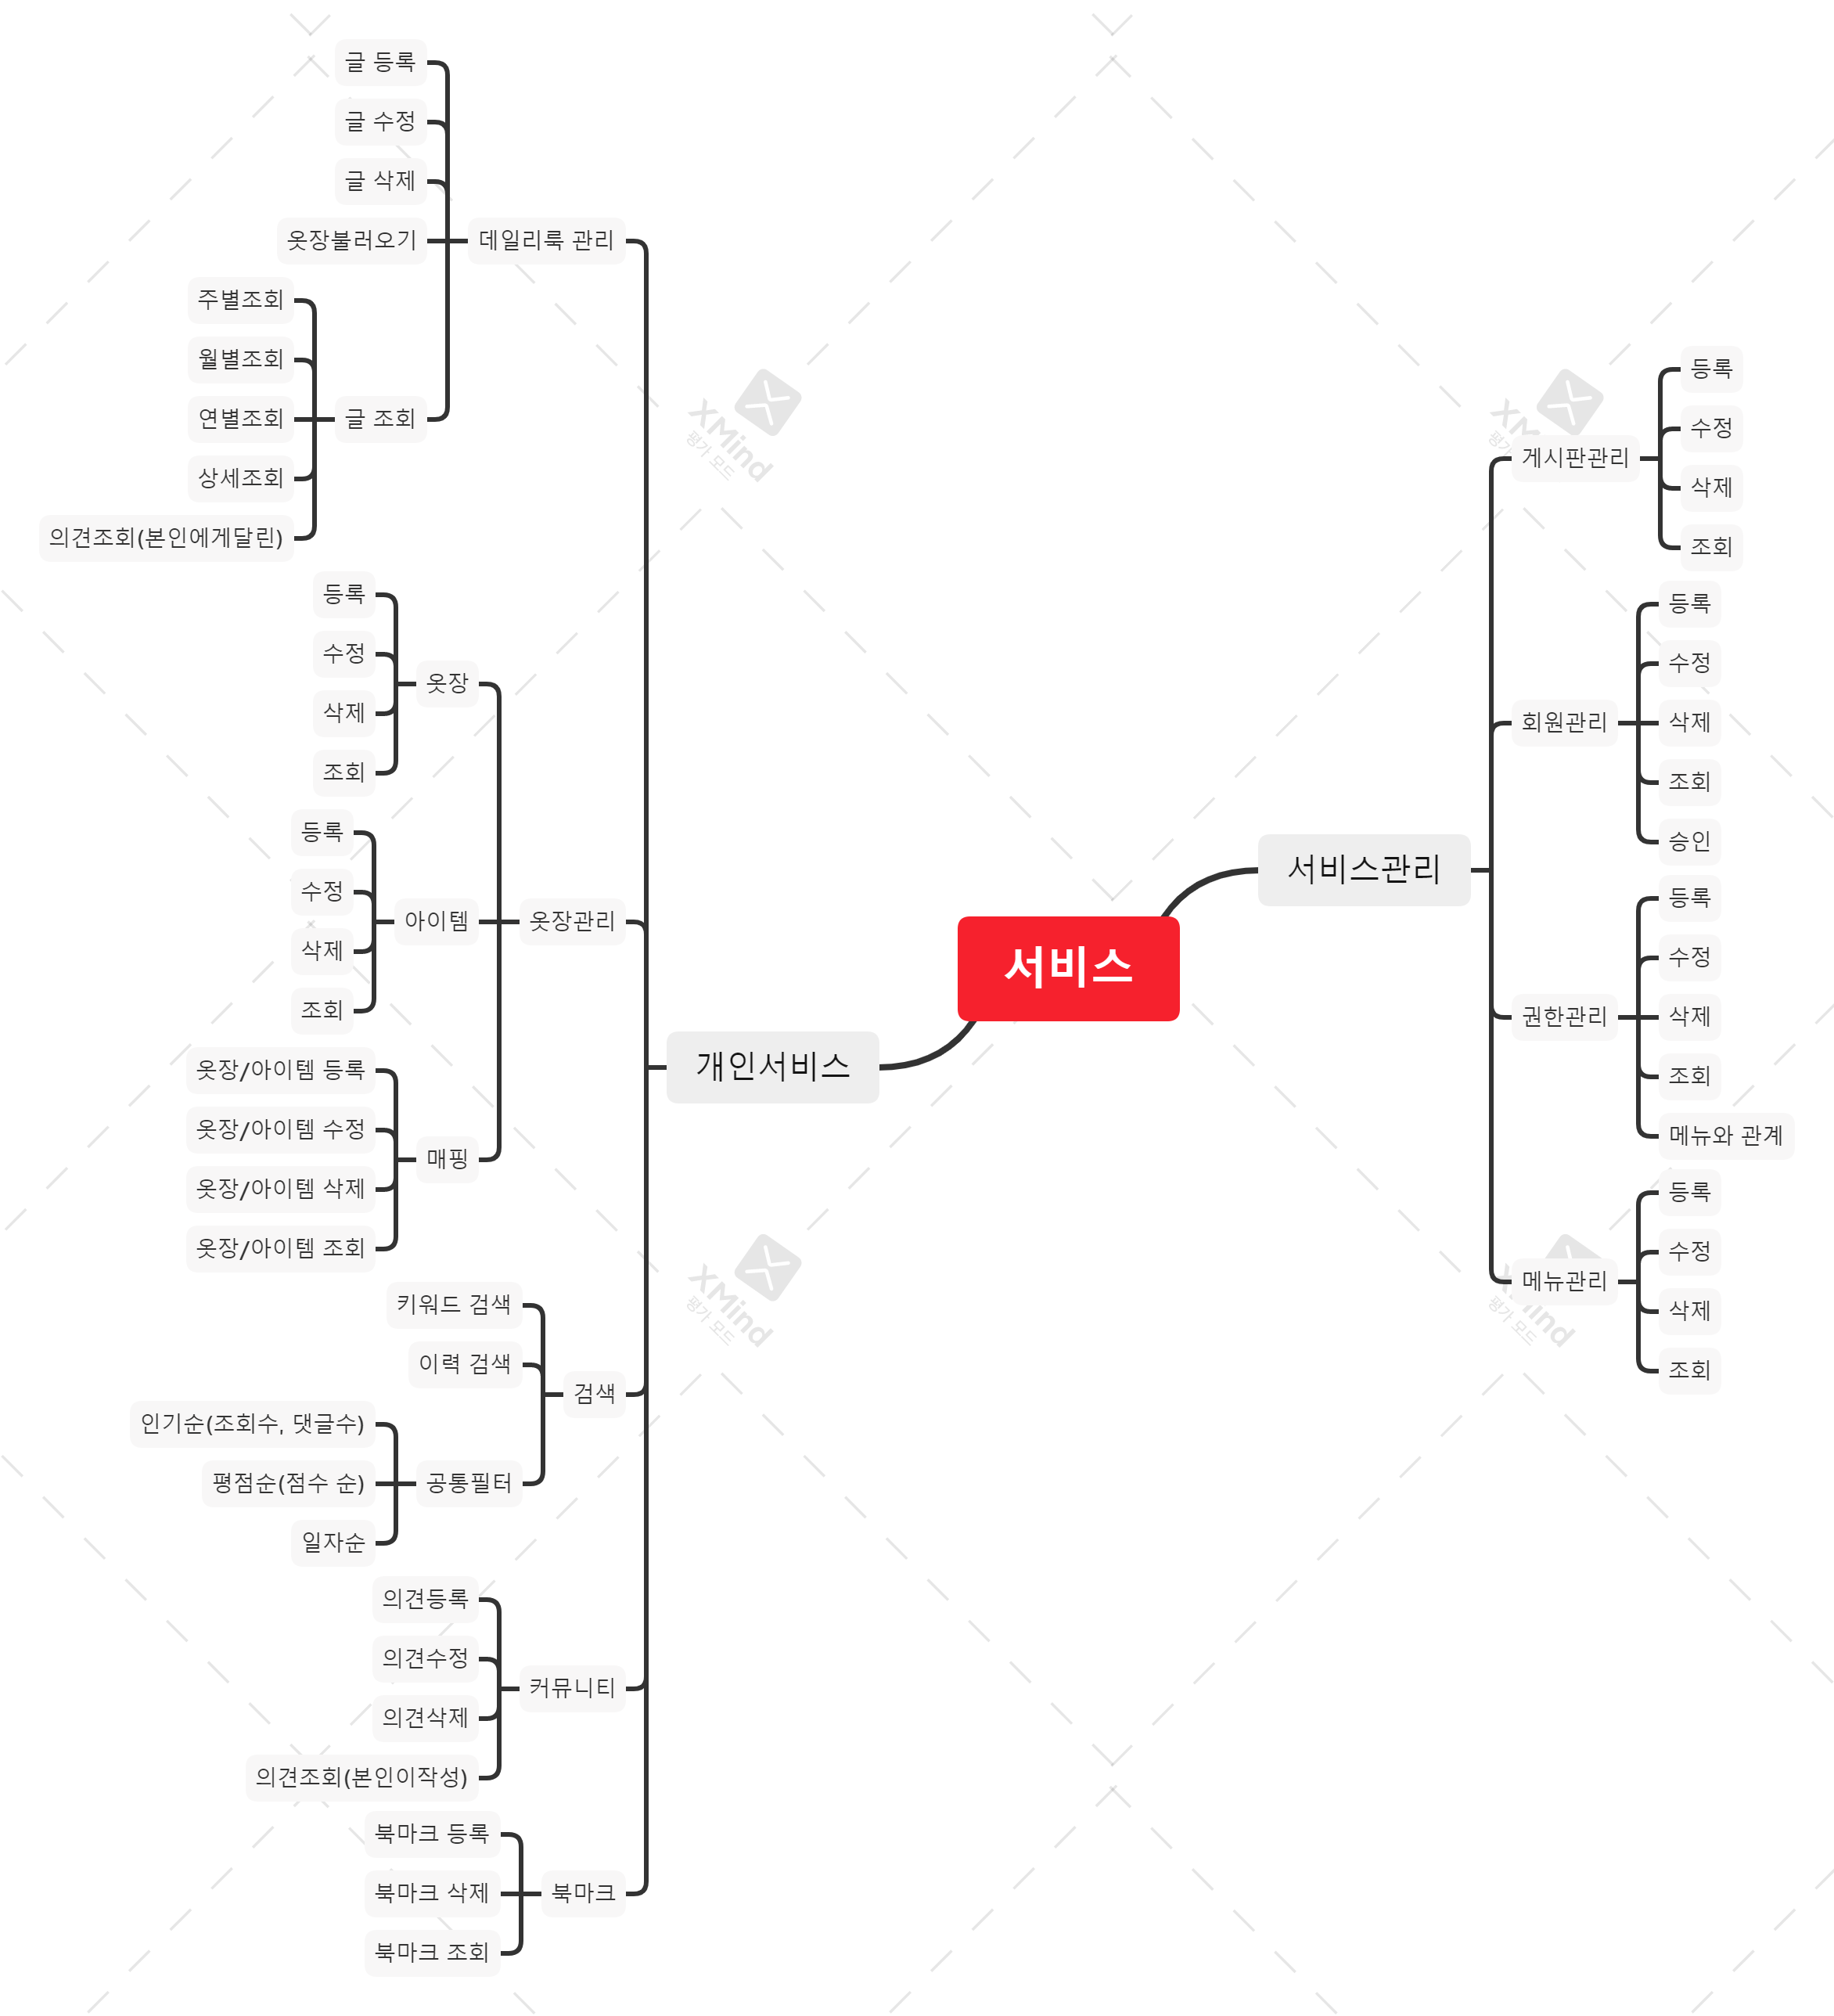 글 등록
글 수정
글 삭제
옷장불러오기
데일리룩 관리
주별조회
월별조회
연별조회
상세조회
의견조회(본인에게달린)
글 조회
등록
수정
삭제
조회
옷장
등록
수정
삭제
조회
아이템
옷장관리
옷장/아이템 등록
옷장/아이템 수정
옷장/아이템 삭제
옷장/아이템 조회
매핑
키워드 검색
이력 검색
검색
인기순(조회수, 댓글수)
평점순(점수 순)
일자순
공통필터
의견등록
의견수정
의견삭제
의견조회(본인이작성)
커뮤니티
북마크 등록
북마크 삭제
북마크 조회
북마크
개인서비스
서비스
서비스관리
게시판관리
등록
수정
삭제
조회
회원관리
등록
수정
삭제
조회
승인
권한관리
등록
수정
삭제
조회
메뉴와 관계
메뉴관리
등록
수정
삭제
조회
XMind
평가 모드
XMind
평가 모드
XMind
평가 모드